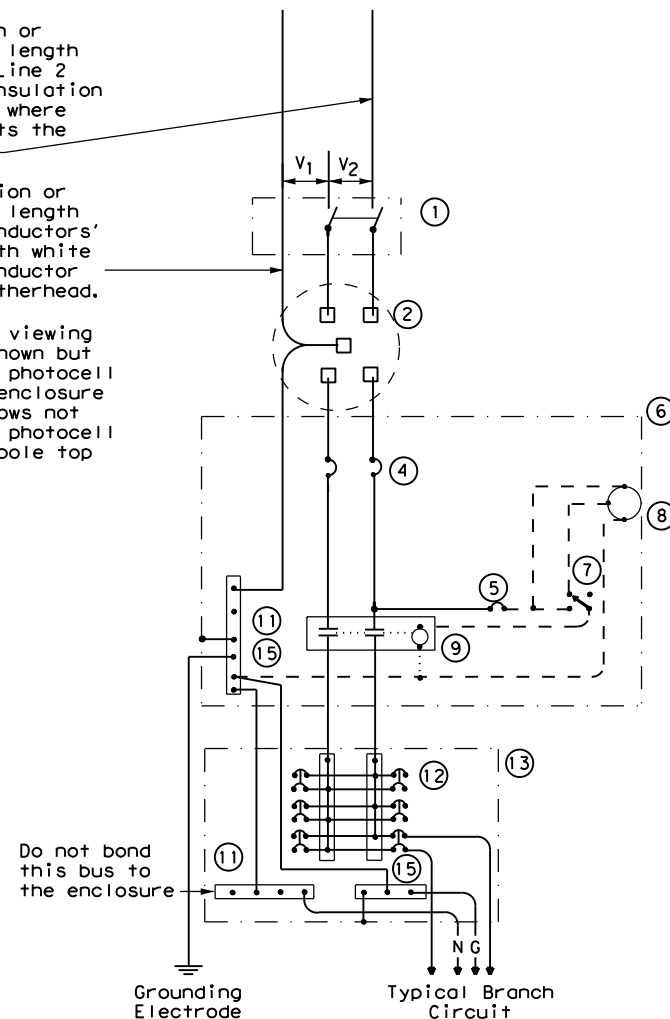 n or
length
Line 2
nsulation
where
ts the
V1
V2
ion or
length
nductors'
th white
nductor
therhead.
viewing
hown but
photocell
enclosure
ows not
photocell
pole top
1
2
6
4
8
7
5
11
15
9
13
12
11
15
Do not bond
this bus to
the enclosure
N G
Grounding
Electrode
Typical Branch
Circuit